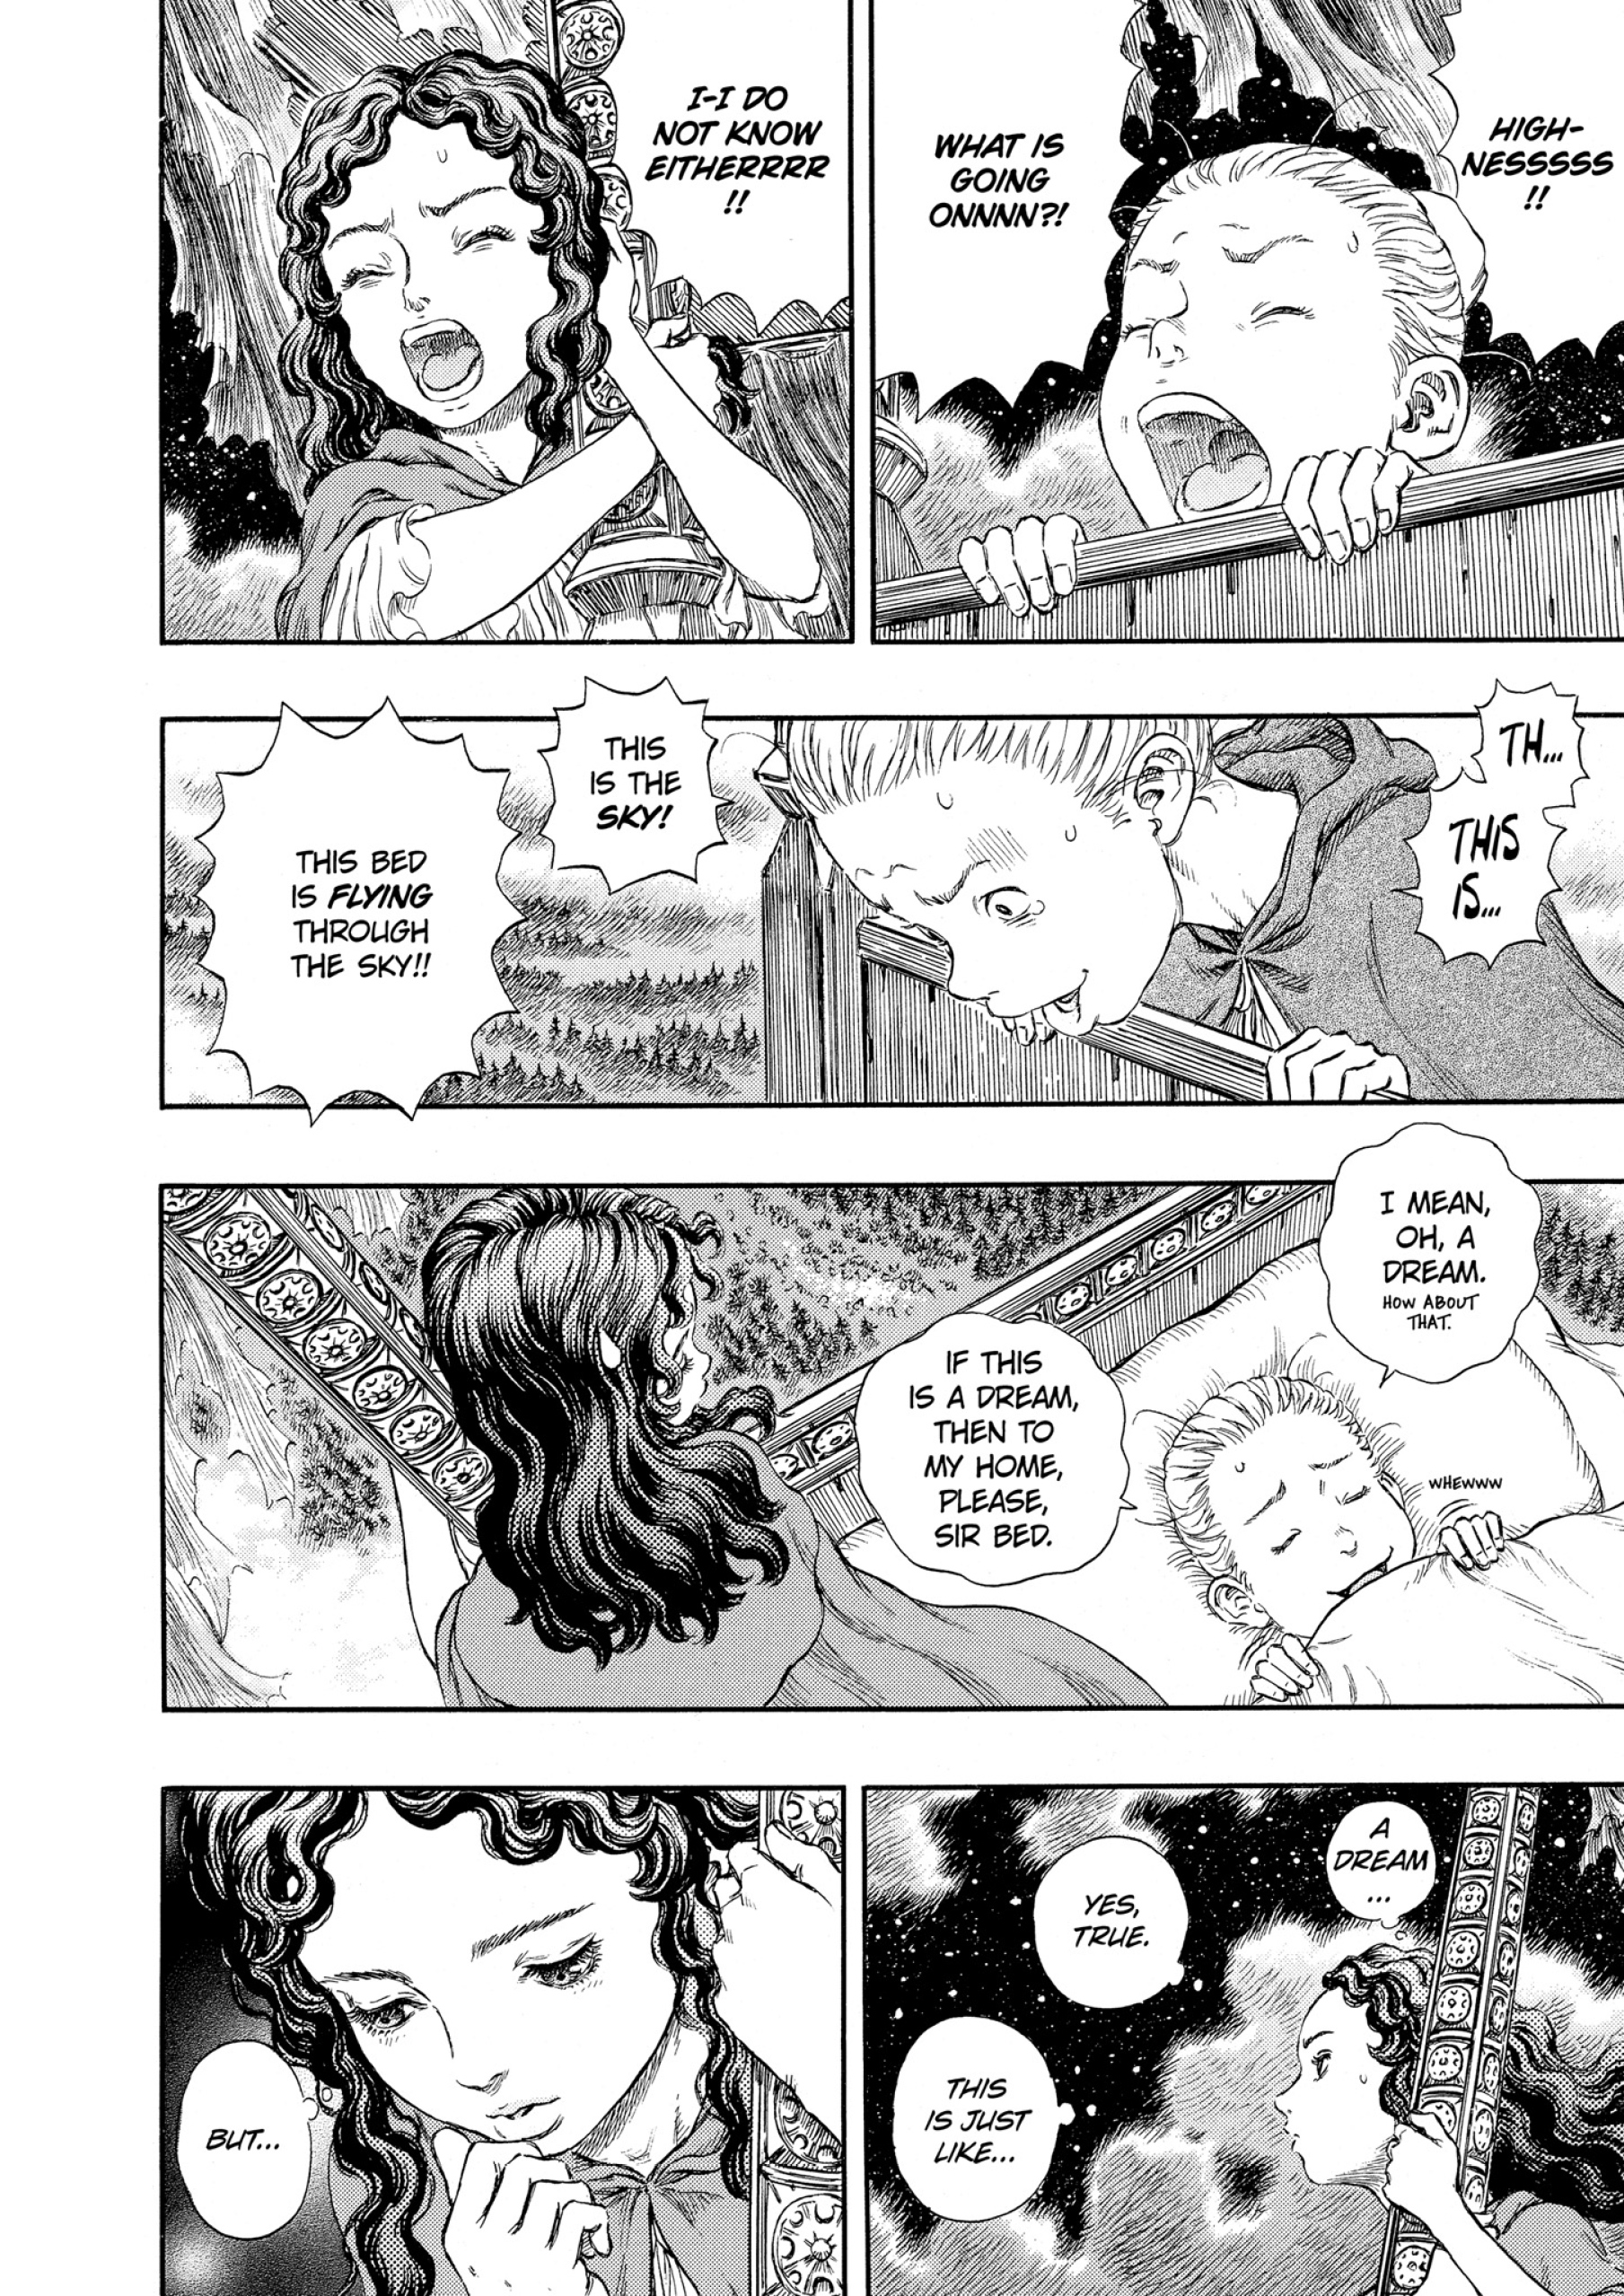 HIGH-
NESSSSS
!!
WHAT IS
GOING
ONNNN?!
I-I DO
NOT KNOW
EITHERRRR
!!
TH...
THIS
IS...
THIS
IS THE
SKY!
THIS BED
IS FLYING
THROUGH
THE SKY!!
I MEAN,
OH, A
DREAM.
HOW ABOUT
THAT.
WHEWWW
IF THIS
IS A DREAM,
THEN TO
MY HOME,
PLEASE,
SIR BED.
A
DREAM
...
YES,
TRUE.
THIS
IS JUST
LIKE...
BUT...